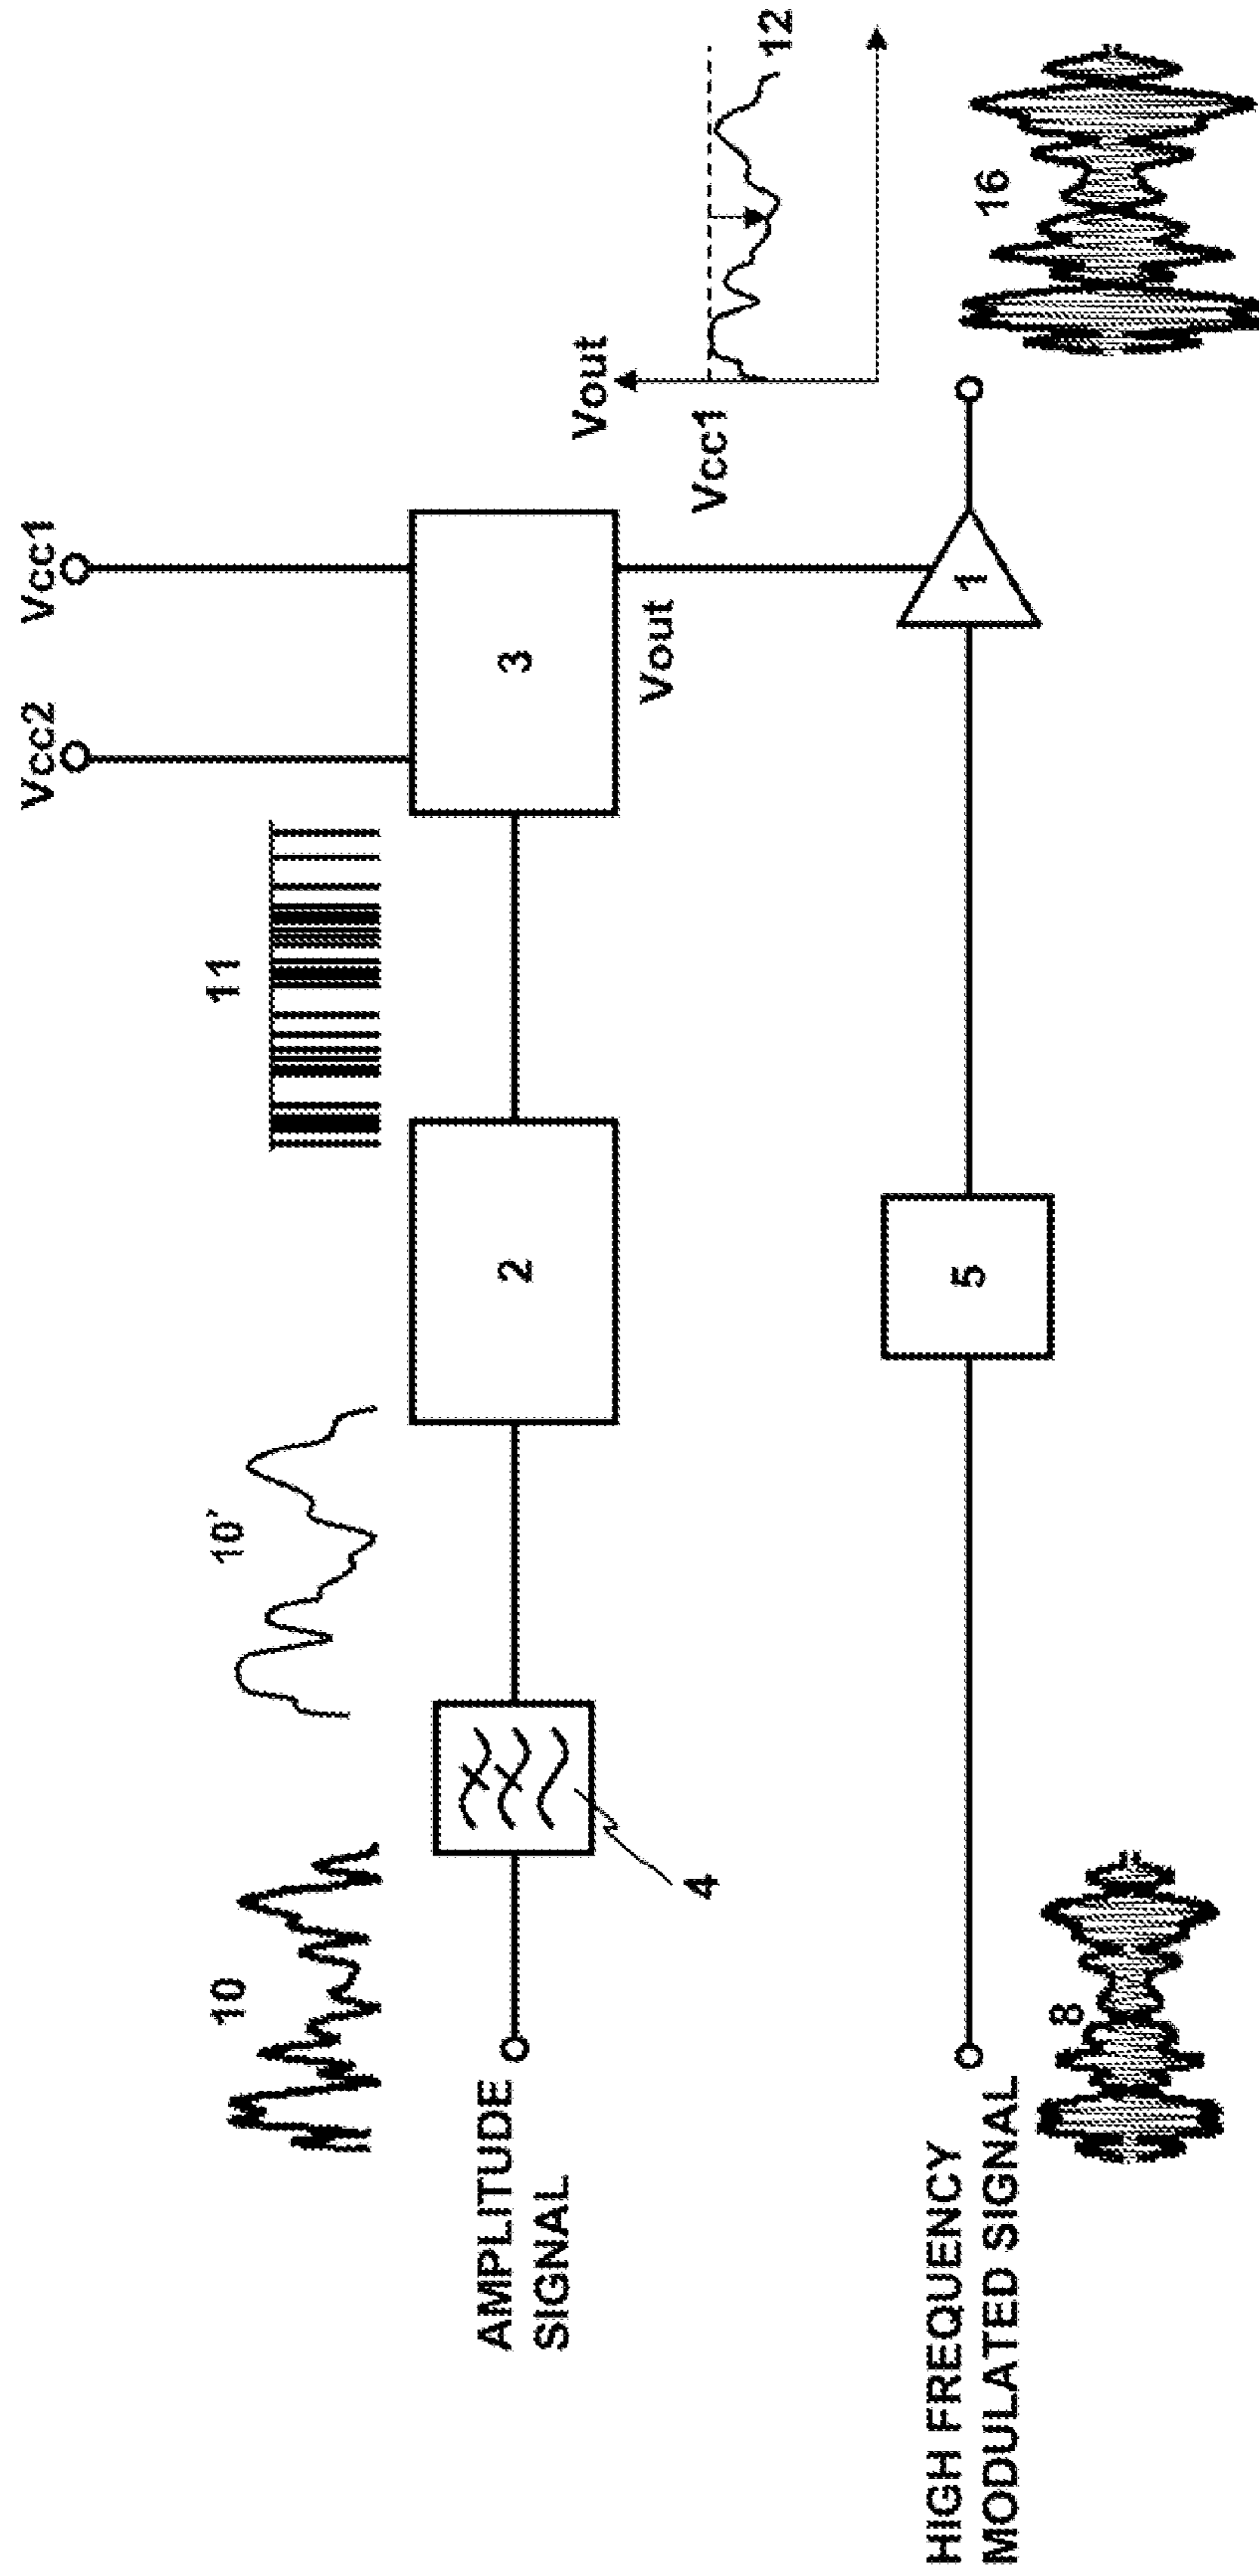 Vcc2
Vcc1
10
10'
11
AMPLITUDE
SIGNAL
4
2
3
Vout
Vout
Vcc1
12
HIGH FREQUENCY
MODULATED SIGNAL
5
1
8
16